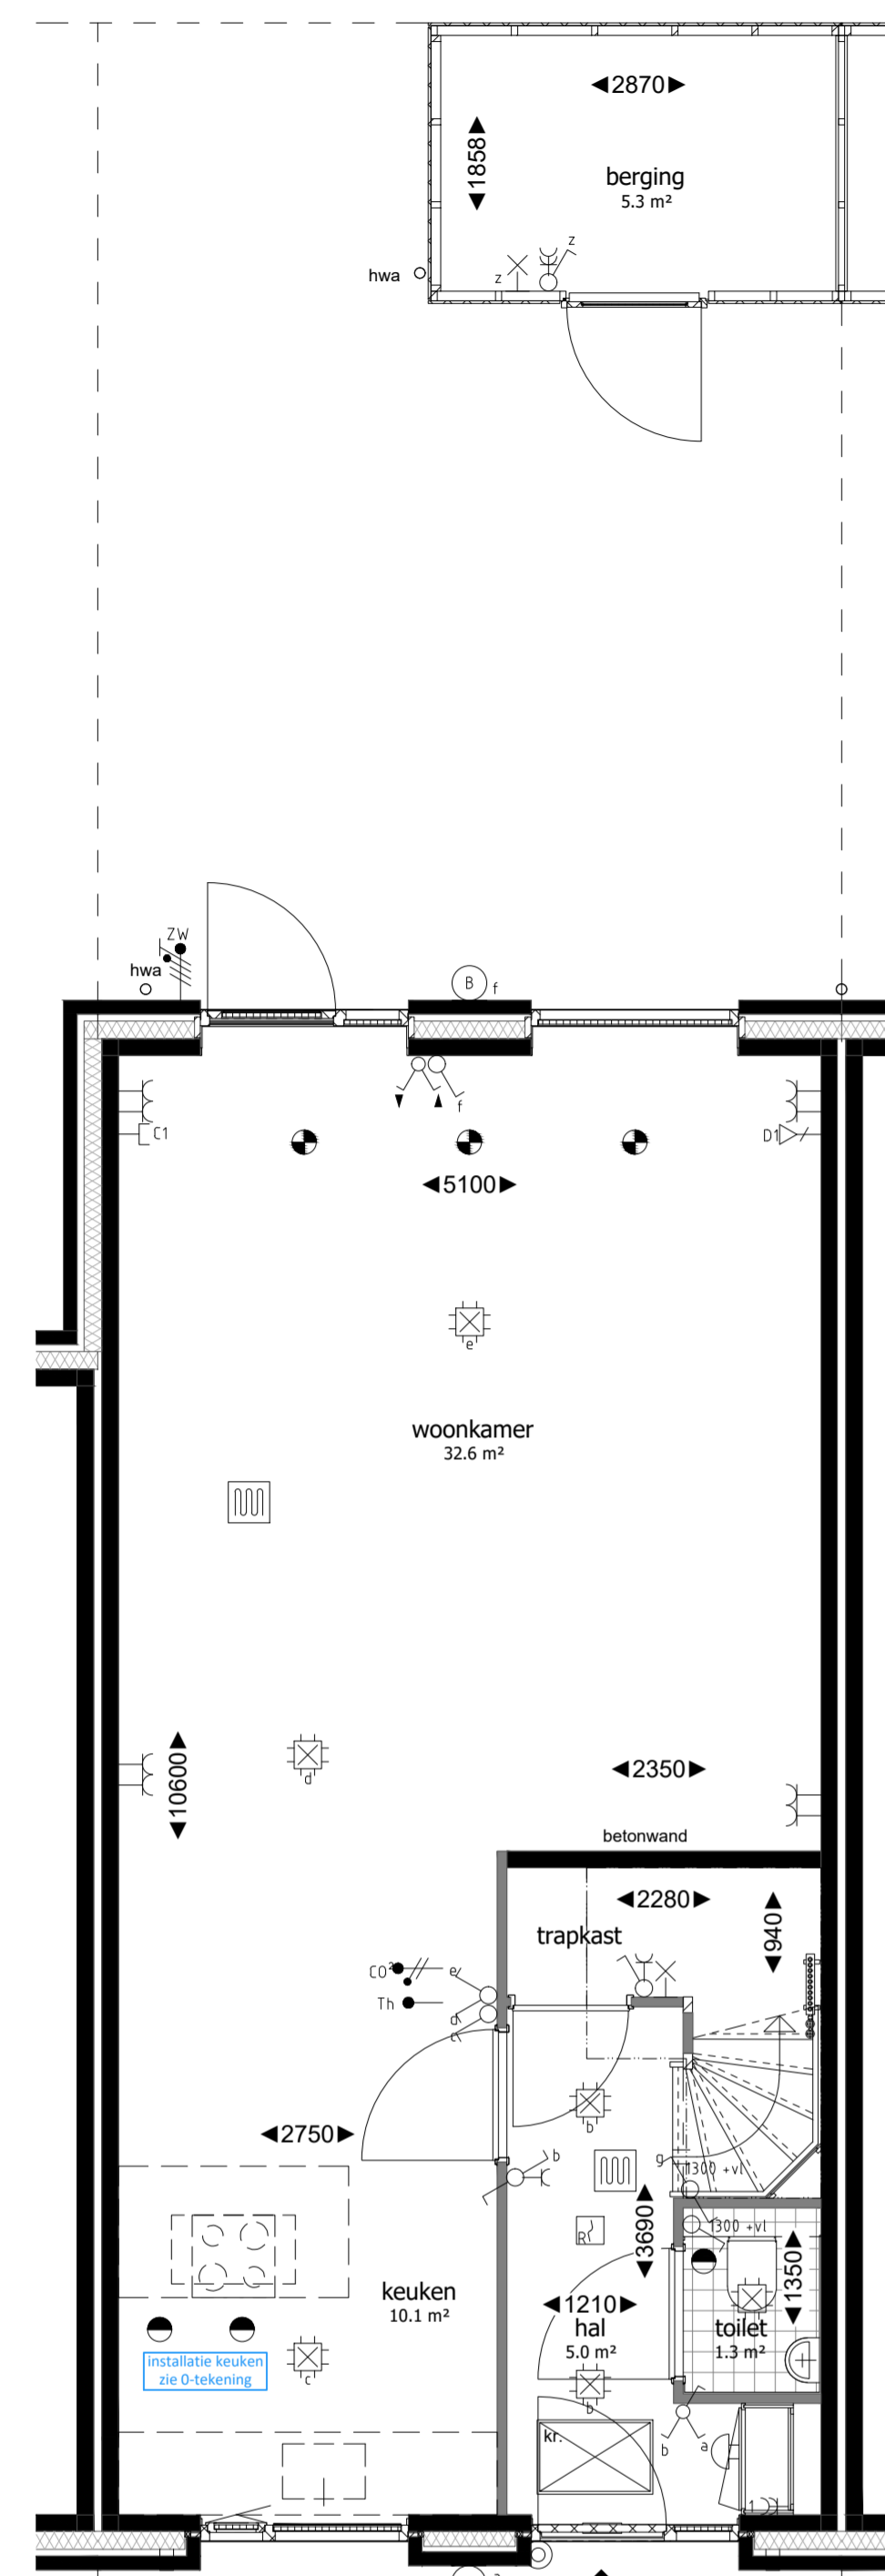 ◄2870►
◄1858►
berging
5.3 m²
z
z
hwa
ZW
hwa
B
f
f
C1
D1
◄5100►
e
woonkamer
32.6 m²
d
◄10600►
◄2350►
betonwand
◄2280►
◄940►
trapkast
CO²
e
Th
d
c
◄2750►
b
b
g
1300 +vl
1300 +vl
R
◄3690►
◄1350►
keuken
10.1 m²
◄1210►
hal
5.0 m²
toilet
1.3 m²
installatie keuken
zie 0-tekening
c
b
kr.
b
a
1
a